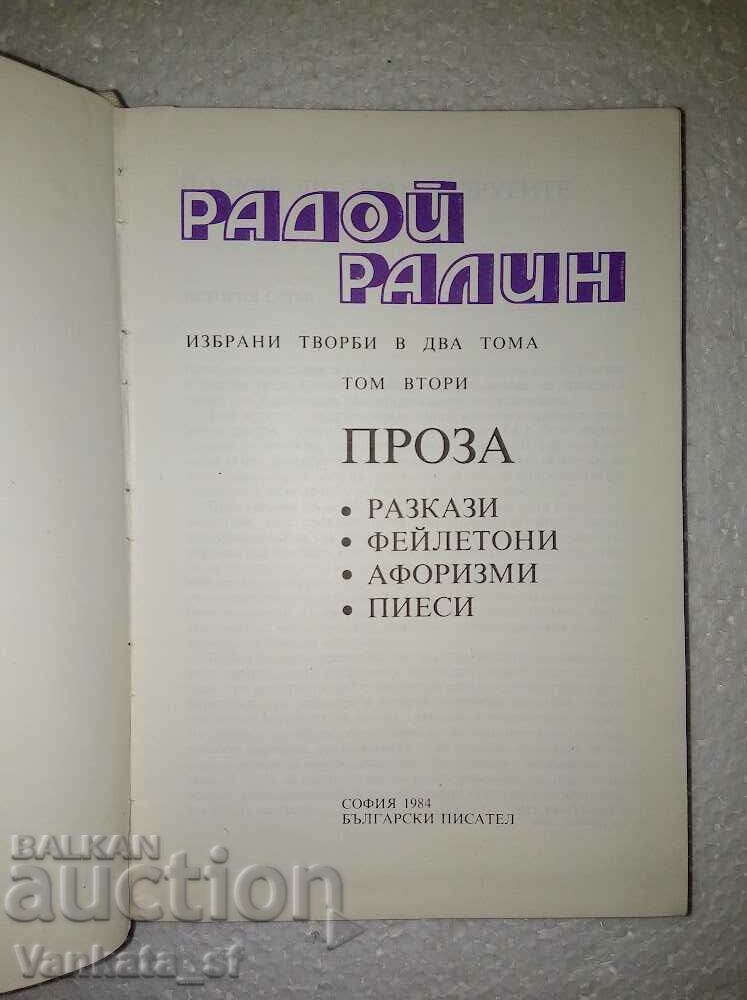 РАДОЙ
РАЛИН
ИЗБРАНИ ТВОРБИ В ДВА ТОМА
ТОМ ВТОРИ
ПРОЗА
• РАЗКАЗИ
• ФЕЙЛЕТОНИ
• АФОРИЗМИ
• ПИЕСИ
СОФИЯ 1984
БЪЛГАРСКИ ПИСАТЕЛ
BALKAN
auction
Vankata_sf